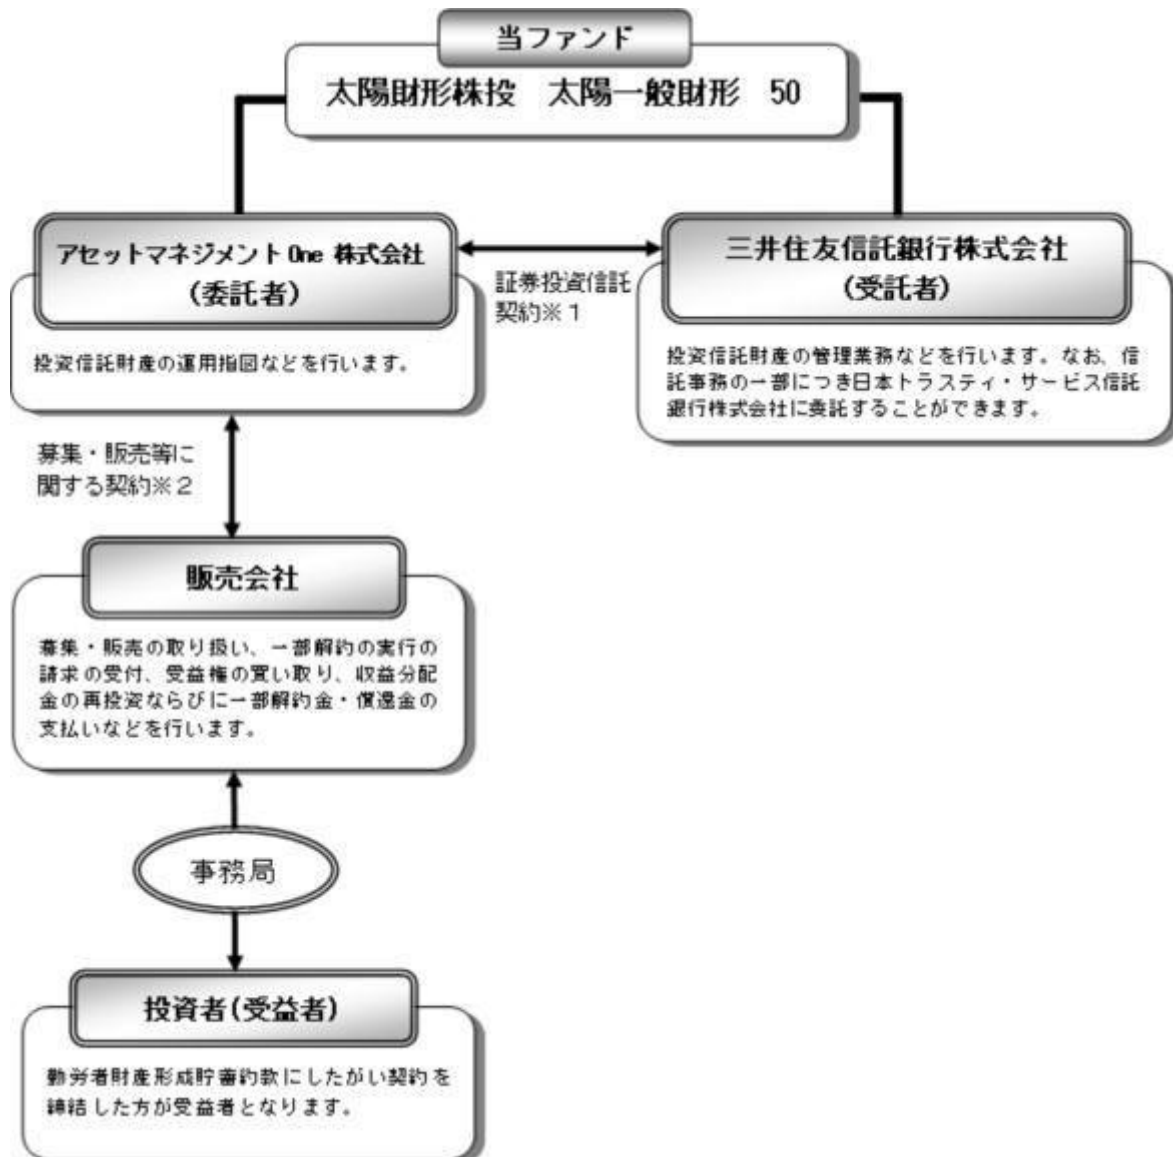 当ファンド
太陽財形株投　太陽一般財形　50
アセットマネジメント One 株式会社
(委託者)
投資信託財産の運用指図などを行います。
証券投資信託
契約※１
三井住友信託銀行株式会社
(受託者)
投資信託財産の管理業務などを行います。なお、信
託事務の一部につき日本トラスティ・サービス信託
銀行株式会社に委託することができます。
募集・販売等に
関する契約※２
販売会社
募集・販売の取り扱い、一部解約の実行の
請求の受付、受益権の買い取り、収益分配
金の再投資ならびに一部解約金・償還金の
支払いなどを行います。
事務局
投資者(受益者)
勤労者財産形成貯蓄約款にしたがい契約を
締結した方が受益者となります。